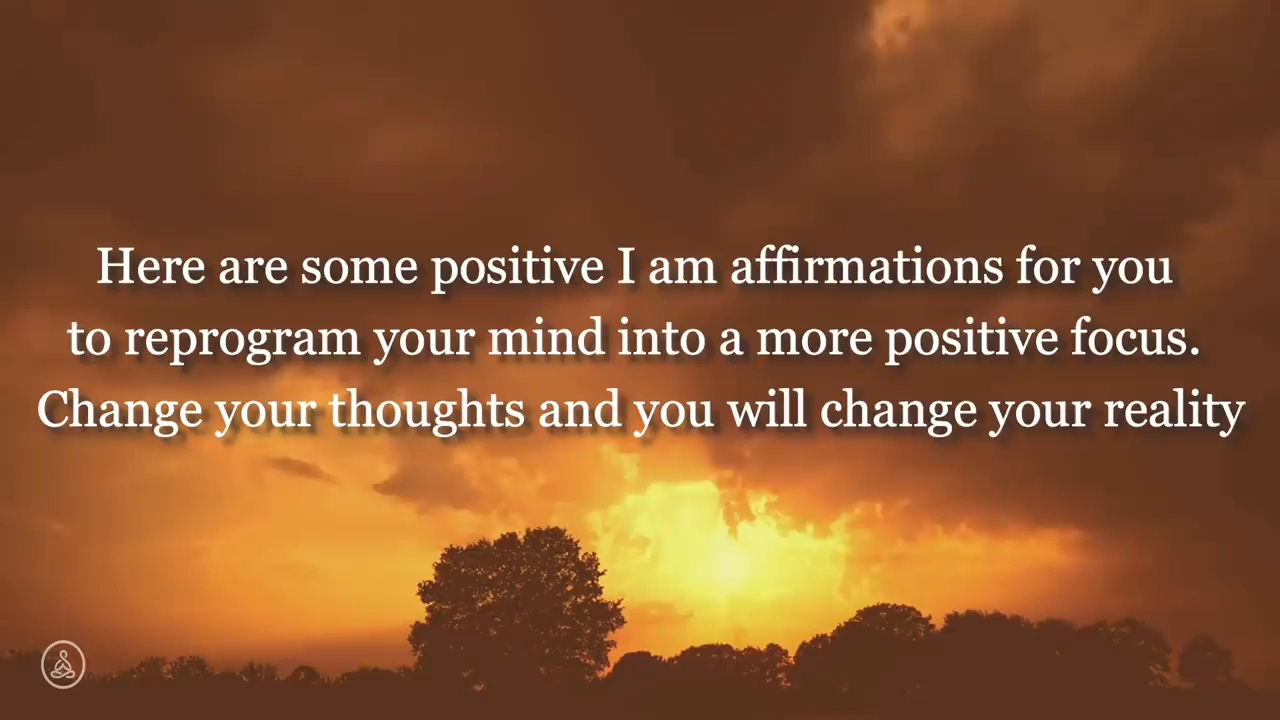 Here are some positive I am affirmations for you
to reprogram your mind into a more positive focus.
Change your thoughts and you will change your reality